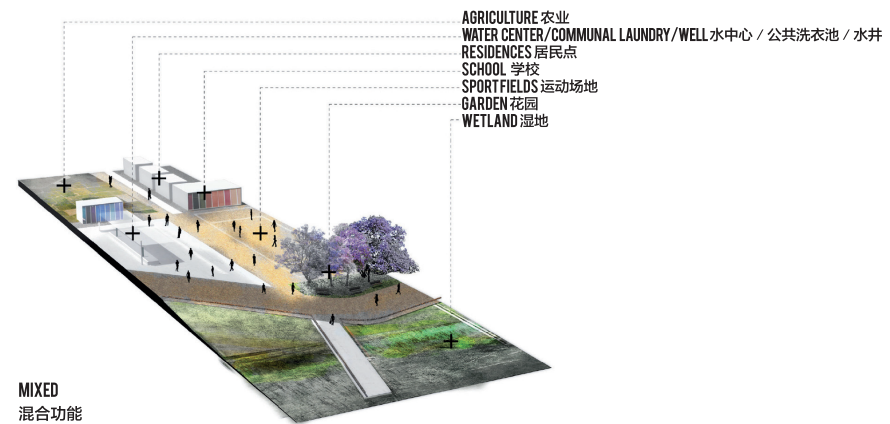 AGRICULTURE 农业
WATER CENTER/COMMUNAL LAUNDRY/WELL 水中心 / 公共洗衣池 / 水井
RESIDENCES 居民点
SCHOOL 学校
SPORTFIELDS 运动场地
GARDEN 花园
WETLAND 湿地
MIXED
混合功能